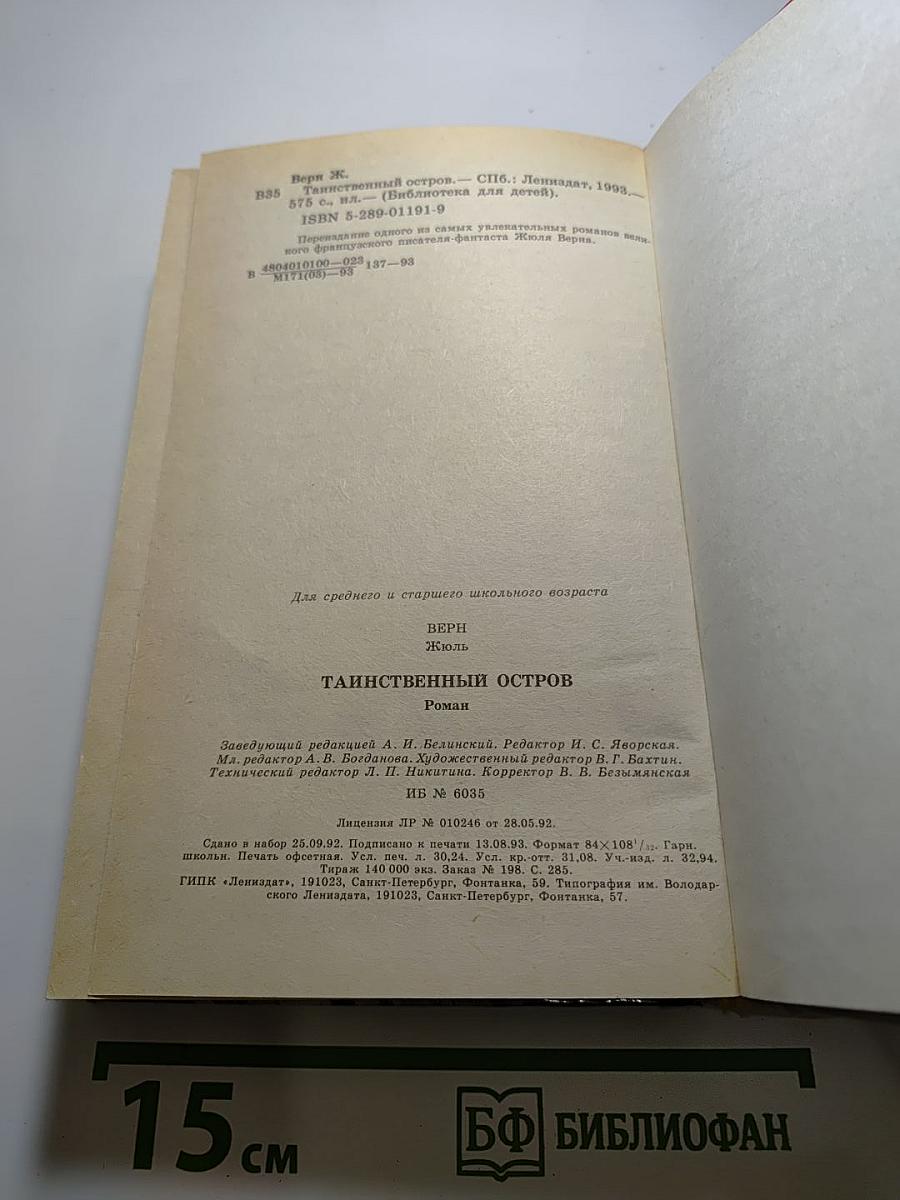 Верн Ж.
В35 Таинственный остров.— СПб.: Лениздат, 1993.—
575 с., ил.— (Библиотека для детей).
ISBN 5-289-01191-9
Переиздание одного из самых увлекательных романов вели-
кого французского писателя-фантаста Жюля Верна.
В 4804010100—023 137—93
М171(03)—93
Для среднего и старшего школьного возраста
ВЕРН
Жюль
ТАИНСТВЕННЫЙ ОСТРОВ
Роман
Заведующий редакцией А. И. Белинский. Редактор И. С. Яворская.
Мл. редактор А. В. Богданова. Художественный редактор В. Г. Бахтин.
Технический редактор Л. П. Никитина. Корректор В. В. Безымянская
ИБ № 6035
Лицензия ЛР № 010246 от 28.05.92.
Сдано в набор 25.09.92. Подписано к печати 13.08.93. Формат 84×108¹/₃₂. Гарн.
школьн. Печать офсетная. Усл. печ. л. 30,24. Усл. кр.-отт. 31,08. Уч.-изд. л. 32,94.
Тираж 140 000 экз. Заказ № 198. С. 285.
ГИПК «Лениздат», 191023, Санкт-Петербург, Фонтанка, 59. Типография им. Володар-
ского Лениздата, 191023, Санкт-Петербург, Фонтанка, 57.
15 см БФ БИБЛИОФАН